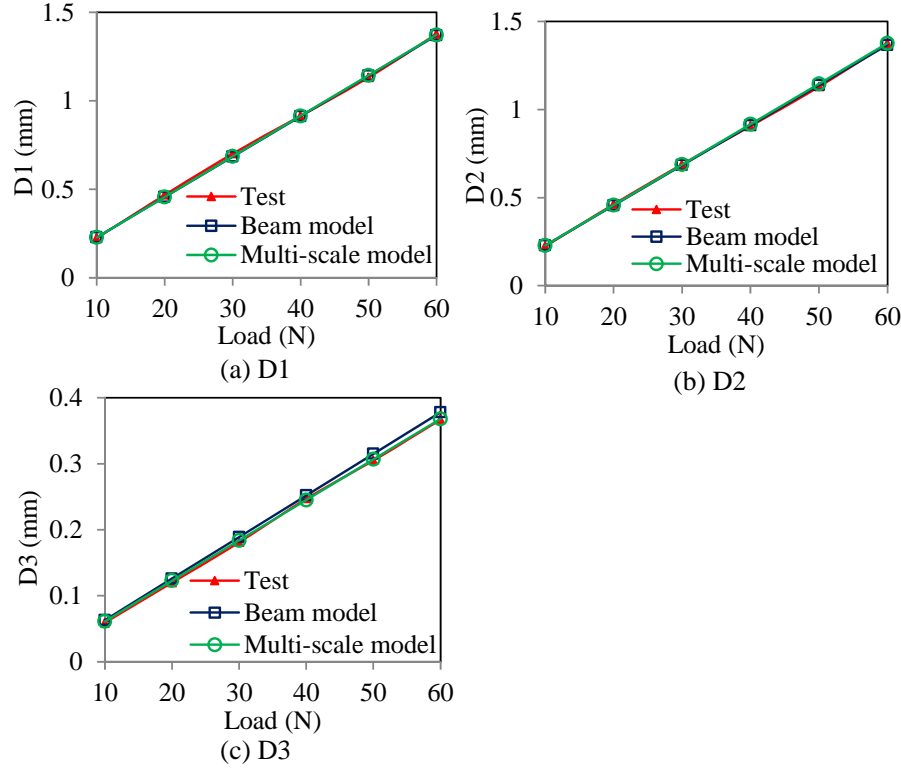 1.5
1
0.5
0
D1 (mm)
Test
Beam model
Multi-scale model
10 20 30 40 50 60
Load (N)
(a) D1
1.5
1
0.5
0
D2 (mm)
Test
Beam model
Multi-scale model
10 20 30 40 50 60
Load (N)
(b) D2
0.4
0.3
0.2
0.1
0
D3 (mm)
Test
Beam model
Multi-scale model
10 20 30 40 50 60
Load (N)
(c) D3